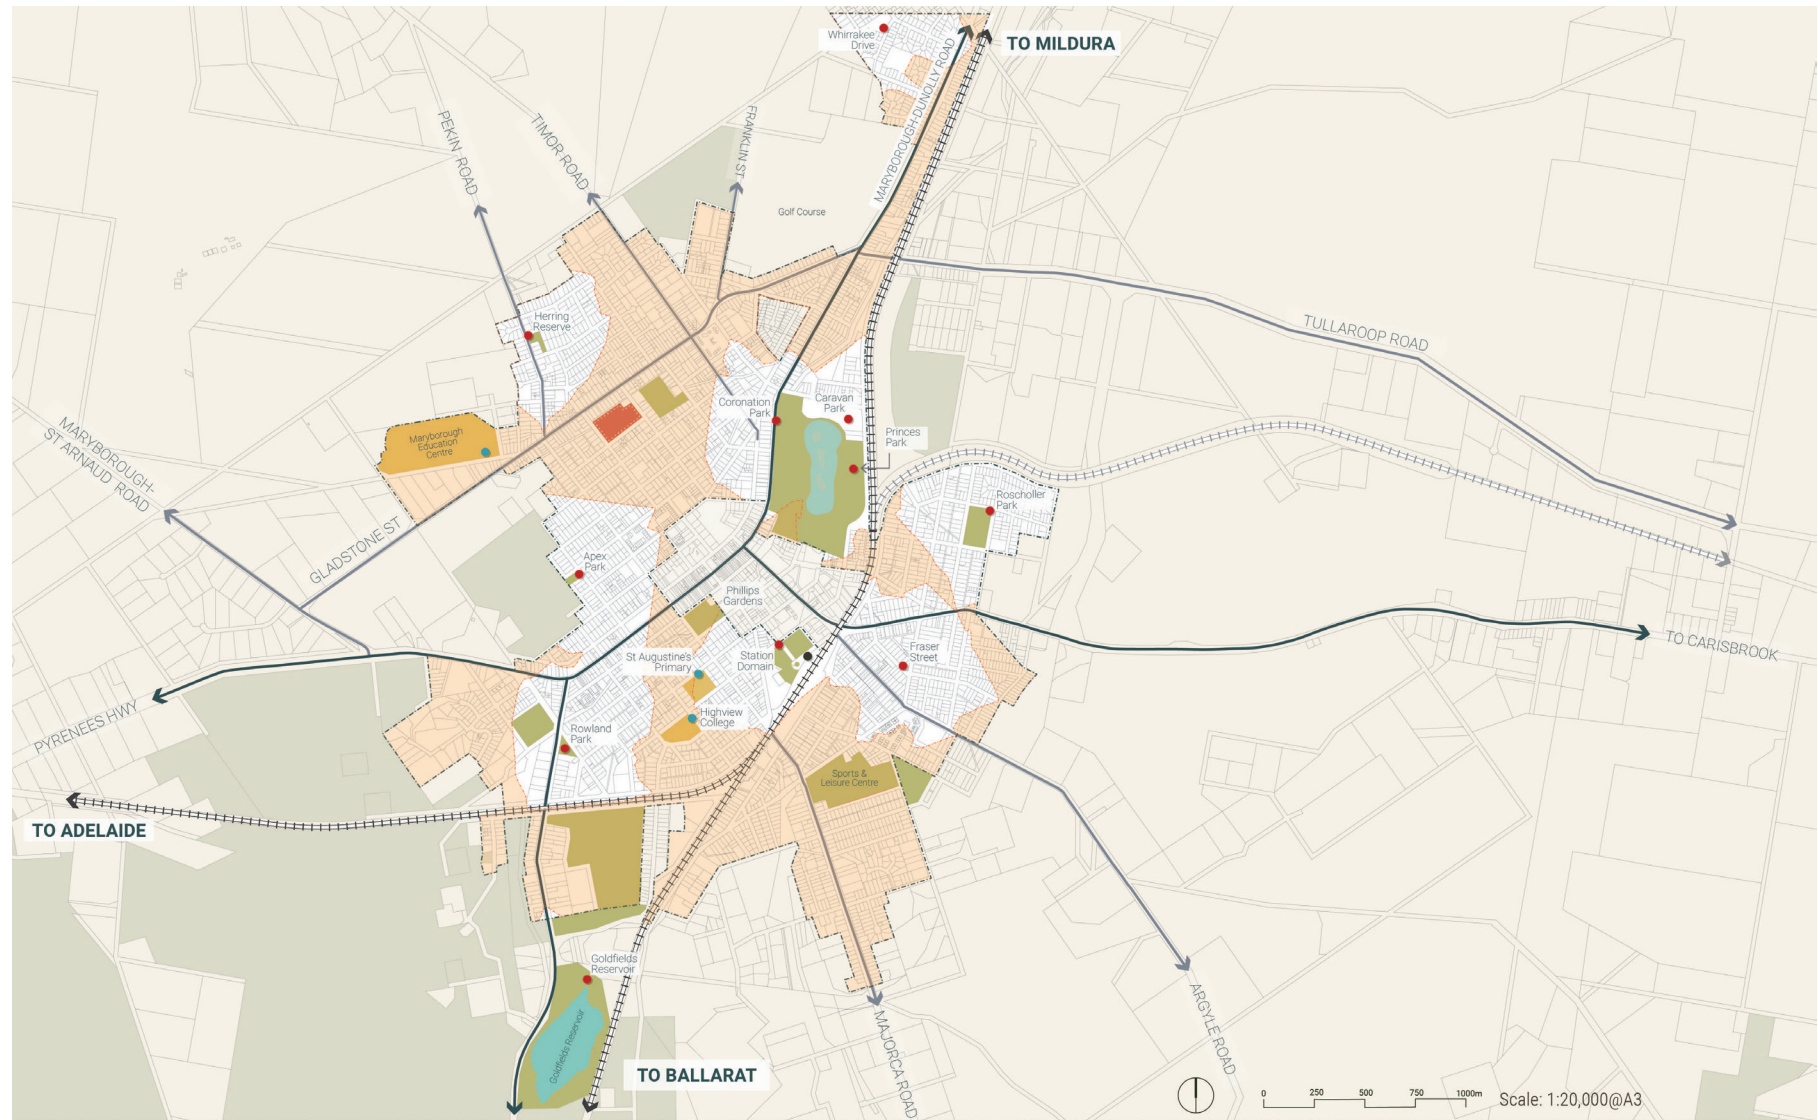 Whirrakee
Drive
TO MILDURA
MARYBOROUGH-DUNOLLY ROAD
PEKIN ROAD
TIMOR ROAD
FRANKLIN ST
Golf Course
Herring
Reserve
TULLAROOP ROAD
Coronation
Park
Caravan
Park
Princes
Park
Maryborough
Education
Centre
MARYBOROUGH-
ST ARNAUD ROAD
Roscholler
Park
GLADSTONE ST
Apex
Park
Phillips
Gardens
St Augustine's
Primary
Station
Domain
Fraser
Street
TO CARISBROOK
Highview
College
PYRENEES HWY
Rowland
Park
Sports &
Leisure Centre
TO ADELAIDE
Goldfields
Reservoir
Goldfields Reservoir
TO BALLARAT
MAJORCA ROAD
ARGYLE ROAD
0 250 500 750 1000m
Scale: 1:20,000@A3